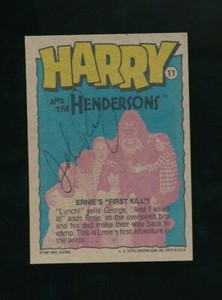 HARRY
11
AND THE HENDERSONS™
ERNIE'S "FIRST KILL"!
"Lunch!" yells George. "And I killed
it!" adds Ernie, as the overjoyed boy
and his dad make their way back to
camp. This is Ernie's first adventure in
the wilds.